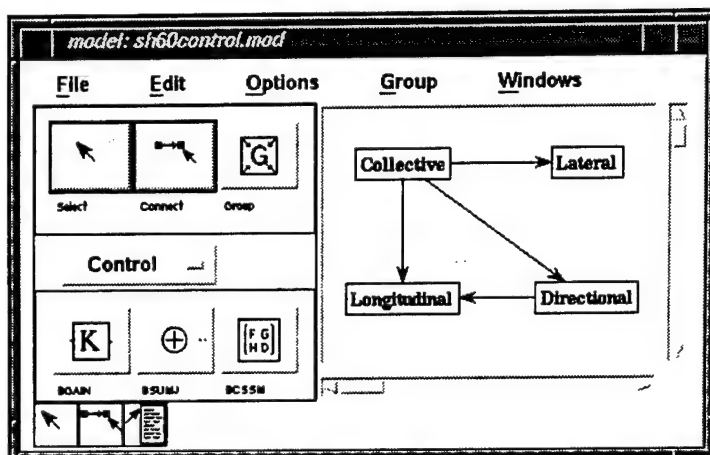 model: sh60control.mod
File Edit Options Group Windows
G
Select Connect Group
Control
K
F G
H D
BGAIN BSUMJ BCSSM
Collective Lateral
Longitudinal Directional